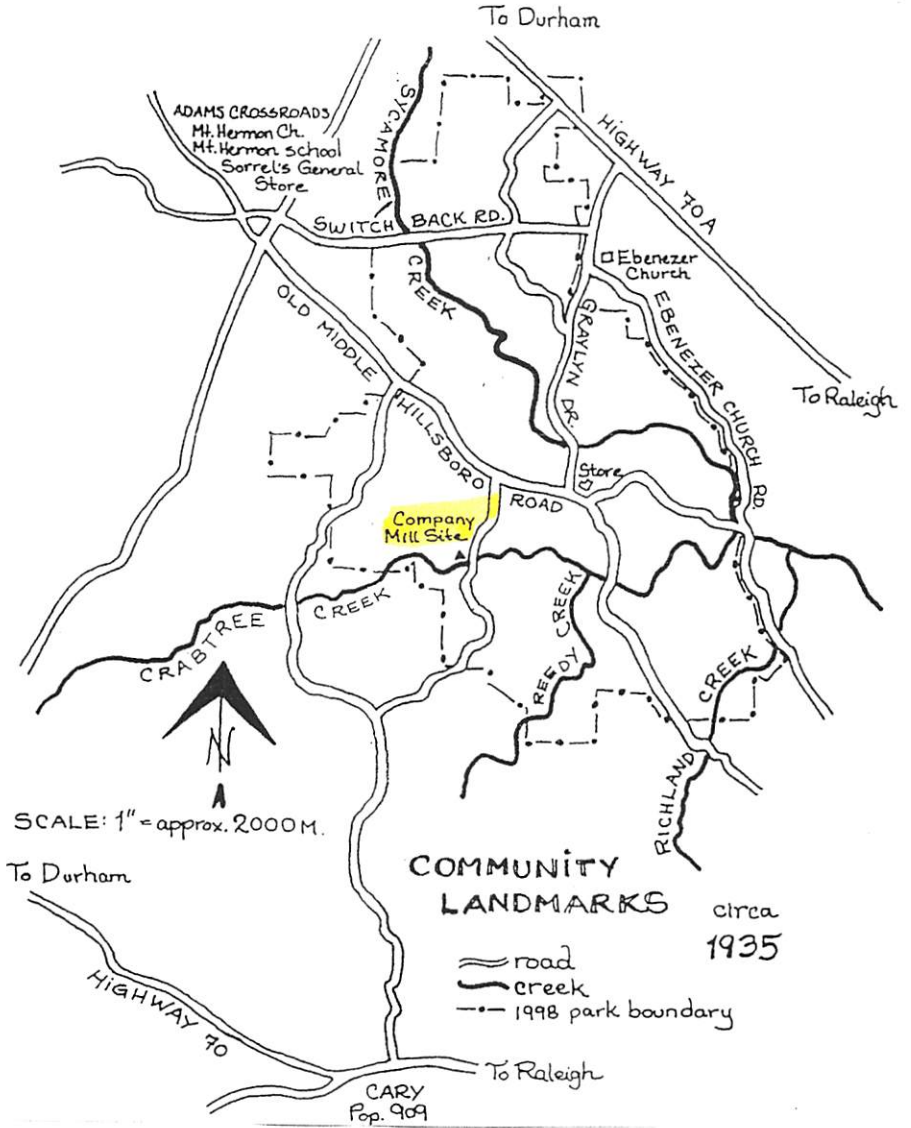 To Durham
ADAMS CROSSROADS
Mt. Hermon Ch.
Mt. Hermon school
Sorrel's General
Store
SYCAMORE
CREEK
HIGHWAY 70A
SWITCH BACK RD.
Ebenezer
Church
EBENEZER CHURCH RD.
GRAYLYN DR.
To Raleigh
OLD MIDDLE
HILLSBORO
ROAD
Store
Company
Mill Site
CRABTREE
CREEK
REEDY CREEK
RICHLAND
CREEK
N
SCALE: 1" = approx. 2000 M.
To Durham
COMMUNITY
LANDMARKS
circa
1935
road
creek
1998 park boundary
HIGHWAY 70
To Raleigh
CARY
Pop. 909